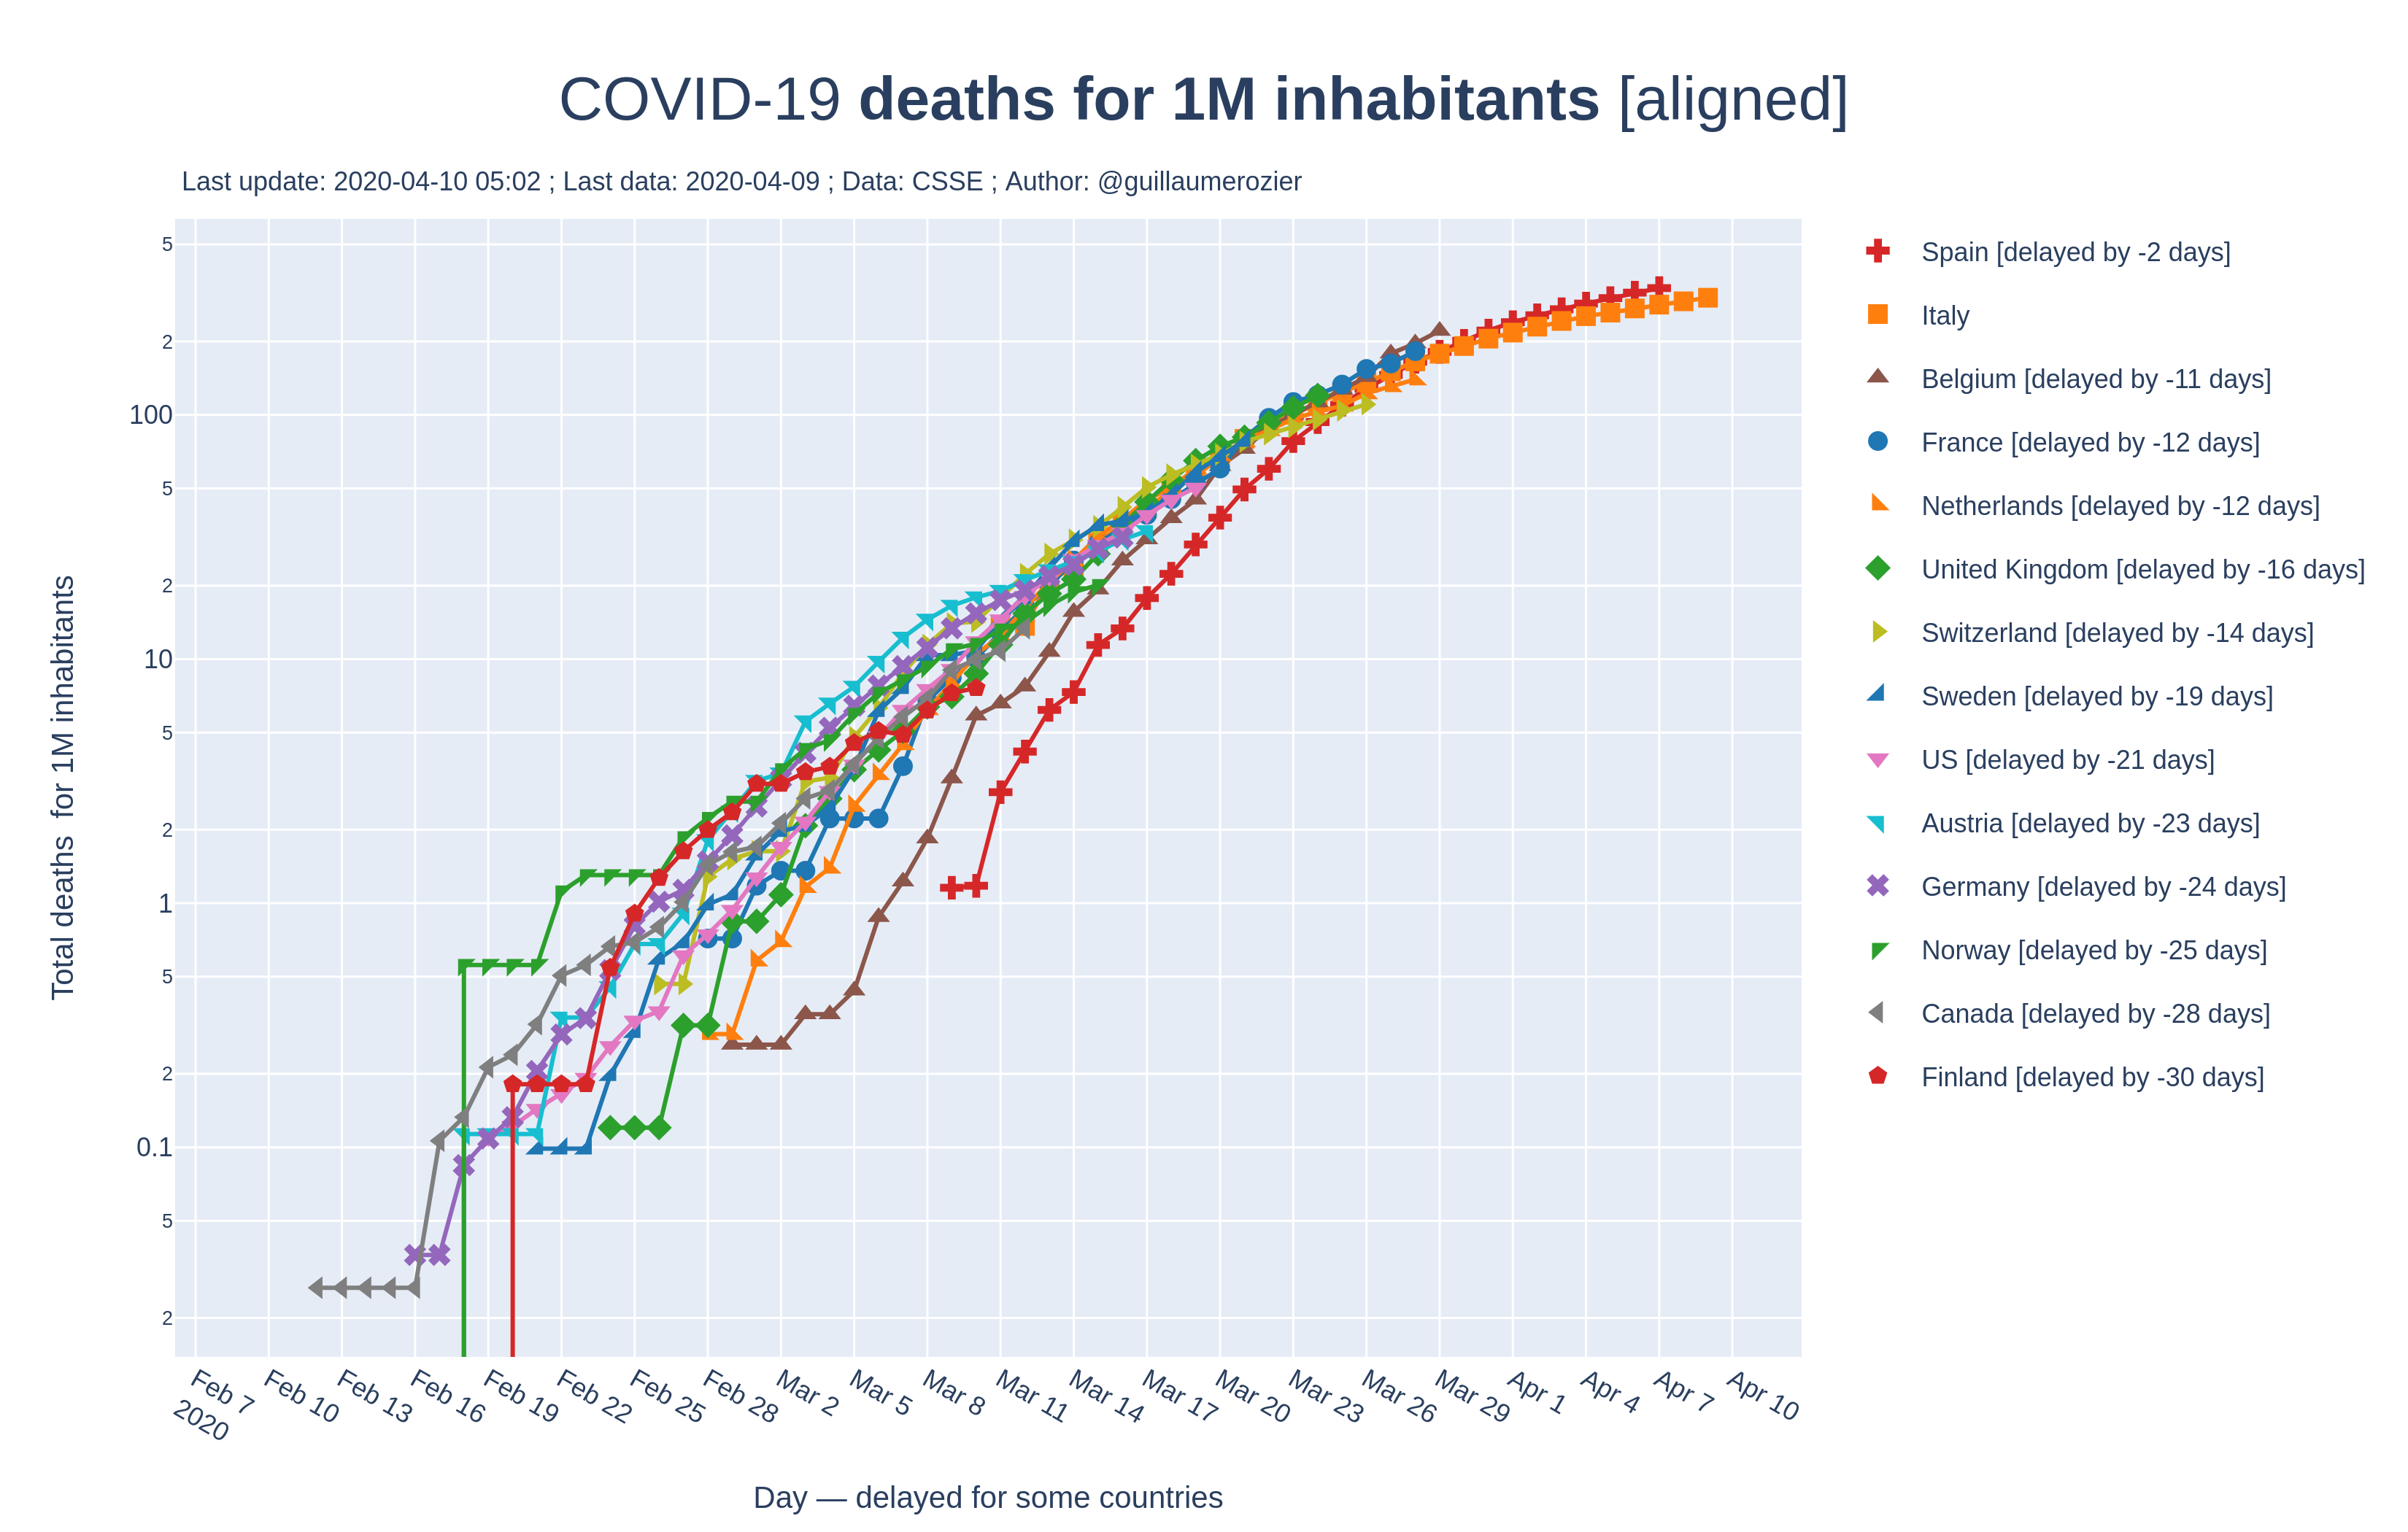 COVID-19 deaths for 1M inhabitants [aligned]
Last update: 2020-04-10 05:02 ; Last data: 2020-04-09 ; Data: CSSE ; Author: @guillaumerozier
Total deaths for 1M inhabitants
5
2
100
5
2
10
5
2
1
5
2
0.1
5
2
Feb 7
2020
Feb 10
Feb 13
Feb 16
Feb 19
Feb 22
Feb 25
Feb 28
Mar 2
Mar 5
Mar 8
Mar 11
Mar 14
Mar 17
Mar 20
Mar 23
Mar 26
Mar 29
Apr 1
Apr 4
Apr 7
Apr 10
Day — delayed for some countries
Spain [delayed by -2 days]
Italy
Belgium [delayed by -11 days]
France [delayed by -12 days]
Netherlands [delayed by -12 days]
United Kingdom [delayed by -16 days]
Switzerland [delayed by -14 days]
Sweden [delayed by -19 days]
US [delayed by -21 days]
Austria [delayed by -23 days]
Germany [delayed by -24 days]
Norway [delayed by -25 days]
Canada [delayed by -28 days]
Finland [delayed by -30 days]